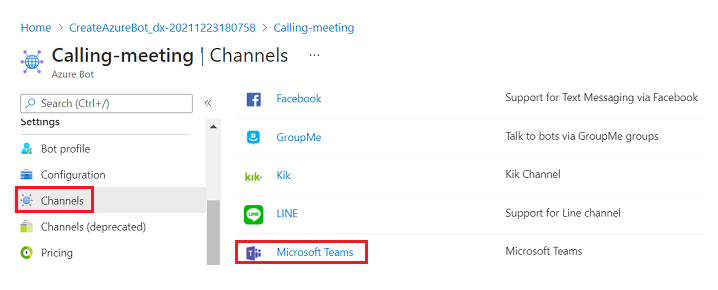 Home > CreateAzureBot_dx-20211223180758 > Calling-meeting
Calling-meeting | Channels ...
Azure Bot
Search (Ctrl+/) «
Settings
Bot profile
Configuration
Channels
Channels (deprecated)
Pricing
Facebook Support for Text Messaging via Facebook
GroupMe Talk to bots via GroupMe groups
kik. Kik Kik Channel
LINE LINE Support for Line channel
Microsoft Teams Microsoft Teams